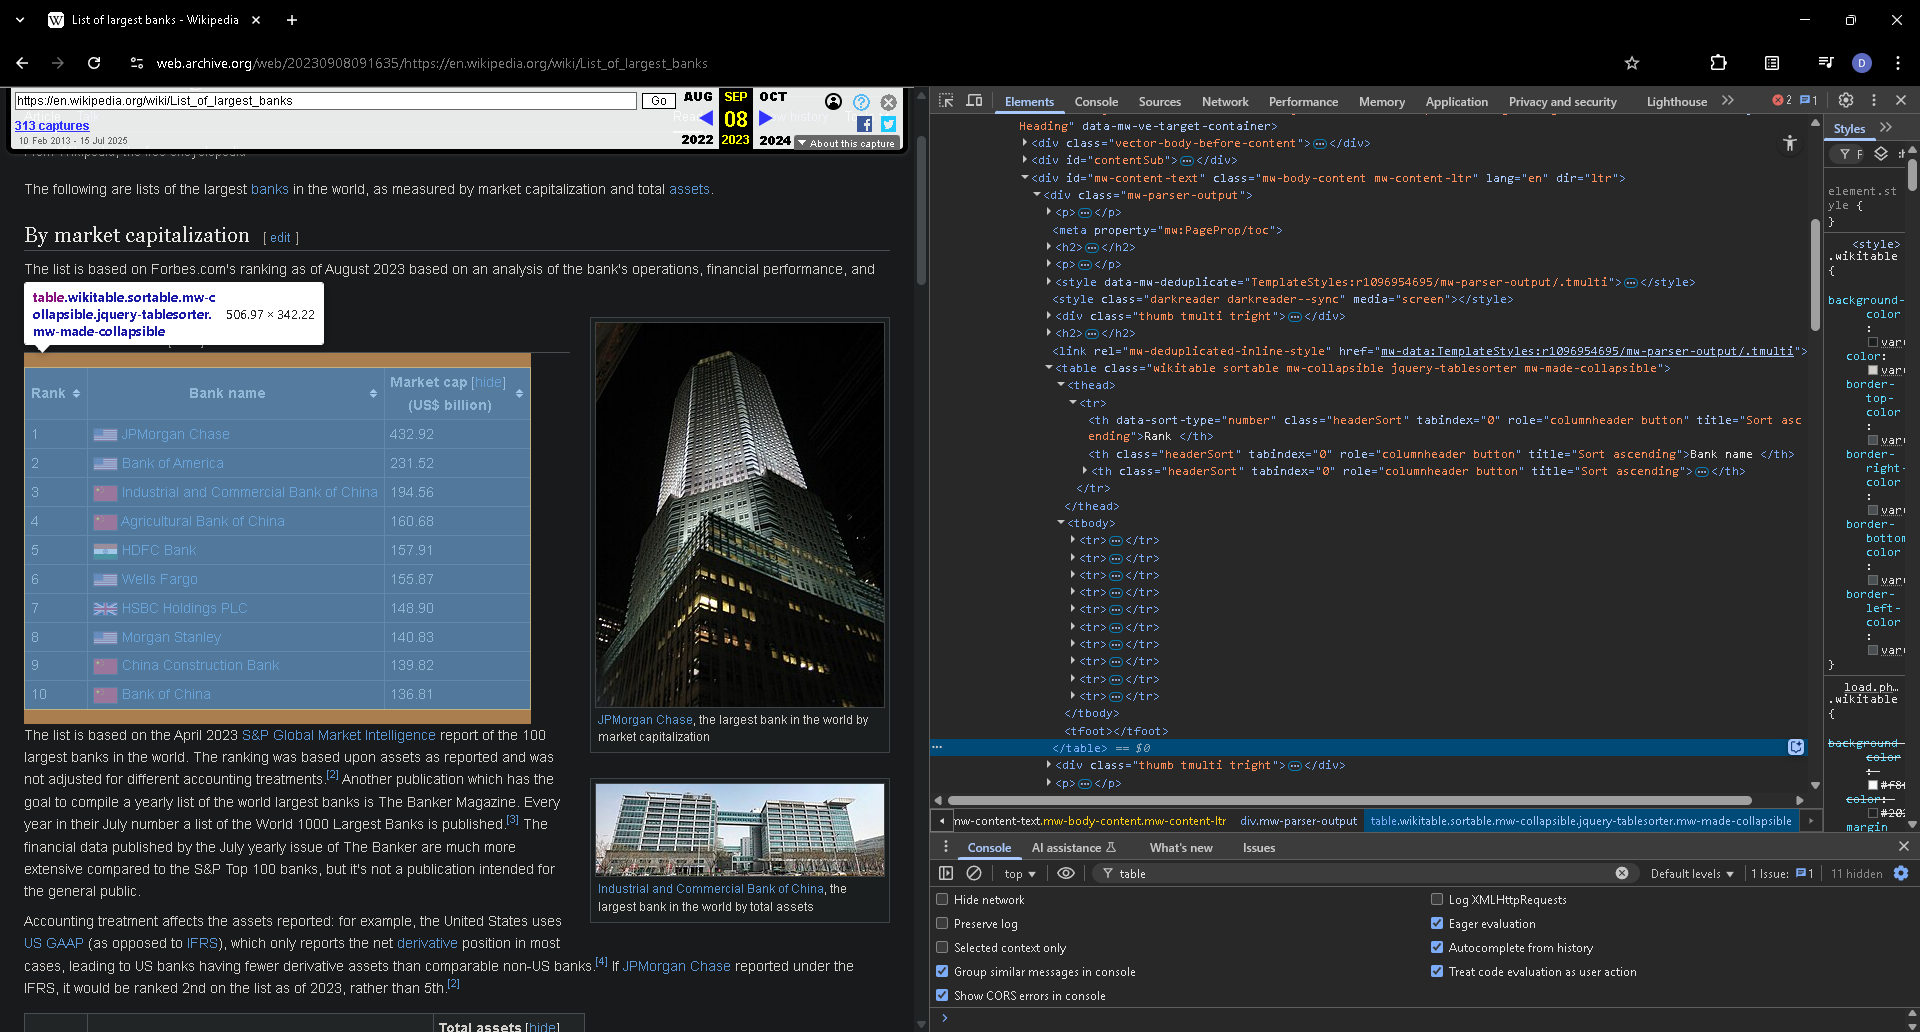 List of largest banks - Wikipedia
web.archive.org/web/20230908091635/https://en.wikipedia.org/wiki/List_of_largest_banks
D
https://en.wikipedia.org/wiki/List_of_largest_banks
Go
AUG
SEP
OCT
08
313 captures
10 Feb 2013 - 15 Jul 2025
2022
2023
2024
About this capture
From Wikipedia, the free encyclopedia
The following are lists of the largest banks in the world, as measured by market capitalization and total assets.
By market capitalization [ edit ]
The list is based on Forbes.com's ranking as of August 2023 based on an analysis of the bank's operations, financial performance, and
table.wikitable.sortable.mw-c
ollapsible.jquery-tablesorter.
mw-made-collapsible
506.97 × 342.22
Rank
Bank name
Market cap [hide]
(US$ billion)
1 JPMorgan Chase 432.92
2 Bank of America 231.52
3 Industrial and Commercial Bank of China 194.56
4 Agricultural Bank of China 160.68
5 HDFC Bank 157.91
6 Wells Fargo 155.87
7 HSBC Holdings PLC 148.90
8 Morgan Stanley 140.83
9 China Construction Bank 139.82
10 Bank of China 136.81
JPMorgan Chase, the largest bank in the world by
market capitalization
Industrial and Commercial Bank of China, the
largest bank in the world by total assets
The list is based on the April 2023 S&P Global Market Intelligence report of the 100
largest banks in the world. The ranking was based upon assets as reported and was
not adjusted for different accounting treatments.[2] Another publication which has the
goal to compile a yearly list of the world largest banks is The Banker Magazine. Every
year in their July number a list of the World 1000 Largest Banks is published.[3] The
financial data published by the July yearly issue of The Banker are much more
extensive compared to the S&P Top 100 banks, but it's not a publication intended for
the general public.
Accounting treatment affects the assets reported: for example, the United States uses
US GAAP (as opposed to IFRS), which only reports the net derivative position in most
cases, leading to US banks having fewer derivative assets than comparable non-US banks.[4] If JPMorgan Chase reported under the
IFRS, it would be ranked 2nd on the list as of 2023, rather than 5th.[2]
Total assets [hide]
Elements Console Sources Network Performance Memory Application Privacy and security Lighthouse
2 1
Heading" data-mw-ve-target-container>
<div class="vector-body-before-content">…</div>
<div id="contentSub">…</div>
<div id="mw-content-text" class="mw-body-content mw-content-ltr" lang="en" dir="ltr">
<div class="mw-parser-output">
<p>…</p>
<meta property="mw:PageProp/toc">
<h2>…</h2>
<p>…</p>
<style data-mw-deduplicate="TemplateStyles:r1096954695/mw-parser-output/.tmulti">…</style>
<style class="darkreader darkreader--sync" media="screen"></style>
<div class="thumb tmulti tright">…</div>
<h2>…</h2>
<link rel="mw-deduplicated-inline-style" href="mw-data:TemplateStyles:r1096954695/mw-parser-output/.tmulti">
<table class="wikitable sortable mw-collapsible jquery-tablesorter mw-made-collapsible">
<thead>
<tr>
<th data-sort-type="number" class="headerSort" tabindex="0" role="columnheader button" title="Sort asc
ending">Rank </th>
<th class="headerSort" tabindex="0" role="columnheader button" title="Sort ascending">Bank name </th>
<th class="headerSort" tabindex="0" role="columnheader button" title="Sort ascending">…</th>
</tr>
</thead>
<tbody>
<tr>…</tr>
<tr>…</tr>
<tr>…</tr>
<tr>…</tr>
<tr>…</tr>
<tr>…</tr>
<tr>…</tr>
<tr>…</tr>
<tr>…</tr>
<tr>…</tr>
</tbody>
<tfoot></tfoot>
</table> == $0
<div class="thumb tmulti tright">…</div>
<p>…</p>
mw-content-text.mw-body-content.mw-content-ltr div.mw-parser-output table.wikitable.sortable.mw-collapsible.jquery-tablesorter.mw-made-collapsible
Styles
F
element.st
yle {
}
<style>
.wikitable
{
background-
color
:
var(
color:
var(
border-
top-
color
:
var(
border-
right-
color
:
var(
border-
bottom-
color
:
var(
border-
left-
color
:
var(
}
load.ph…
.wikitable
{
background-
color
:
#f8
color:
#20
margin
Console AI assistance What's new Issues
top
table
Default levels
1 Issue: 1
11 hidden
Hide network
Log XMLHttpRequests
Preserve log
Eager evaluation
Selected context only
Autocomplete from history
Group similar messages in console
Treat code evaluation as user action
Show CORS errors in console